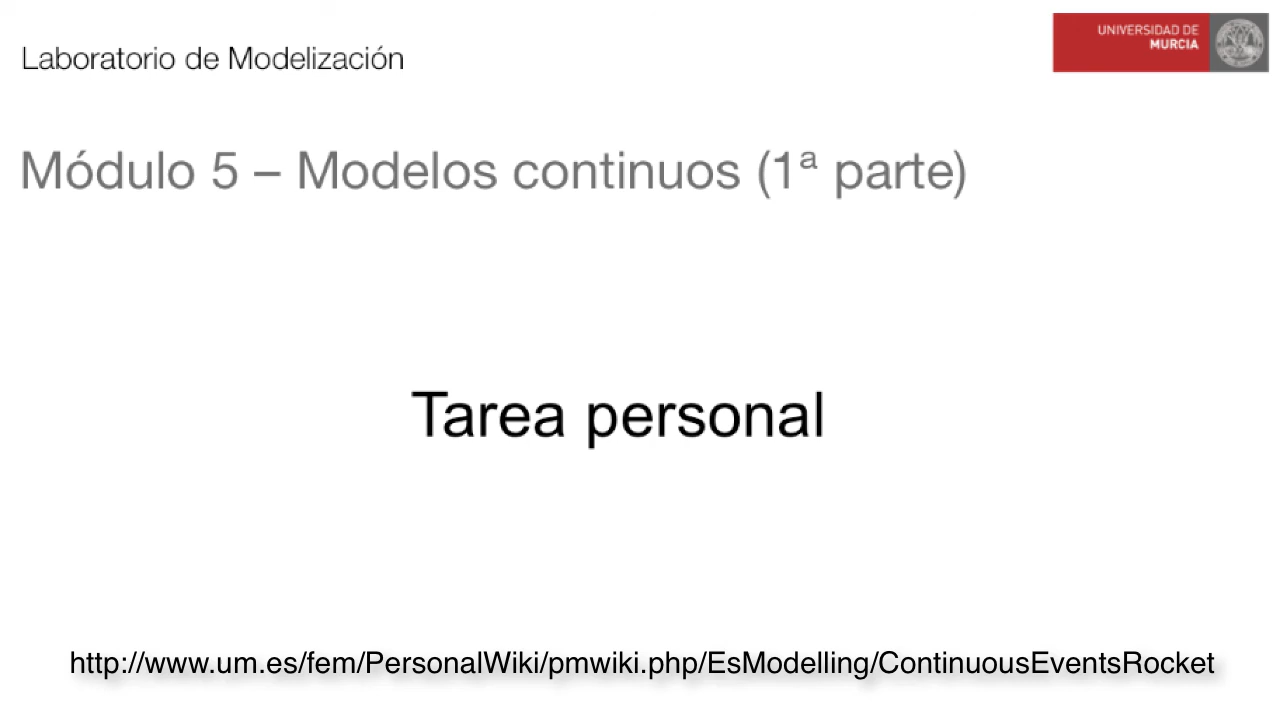 Laboratorio de Modelización
UNIVERSIDAD DE
MURCIA
Módulo 5 – Modelos continuos (1ª parte)
Tarea personal
http://www.um.es/fem/PersonalWiki/pmwiki.php/EsModelling/ContinuousEventsRocket